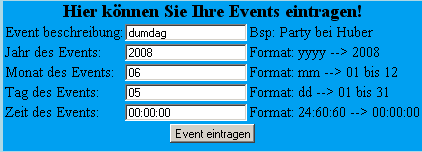 Hier können Sie Ihre Events eintragen!
Event beschreibung: dumdag Bsp: Party bei Huber
Jahr des Events: 2008 Format: yyyy --> 2008
Monat des Events: 06 Format: mm --> 01 bis 12
Tag des Events: 05 Format: dd --> 01 bis 31
Zeit des Events: 00:00:00 Format: 24:60:60 --> 00:00:00
Event eintragen